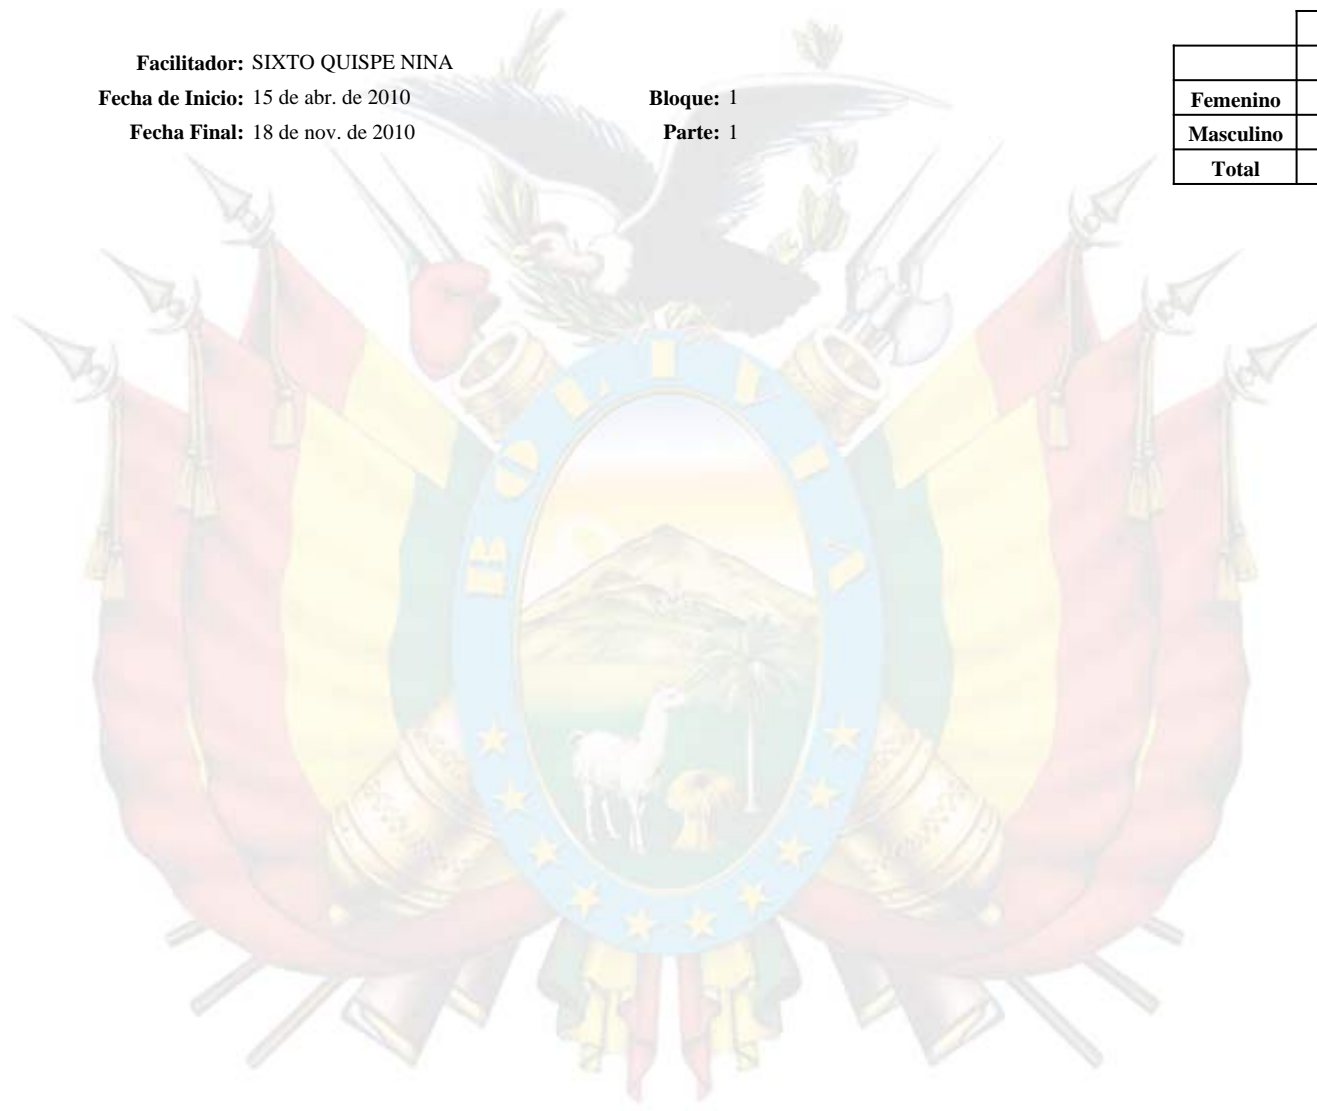 Facilitador: SIXTO QUISPE NINA
Fecha de Inicio: 15 de abr. de 2010 Bloque: 1
Fecha Final: 18 de nov. de 2010 Parte: 1
Femenino
Masculino
Total
BOLIVIA